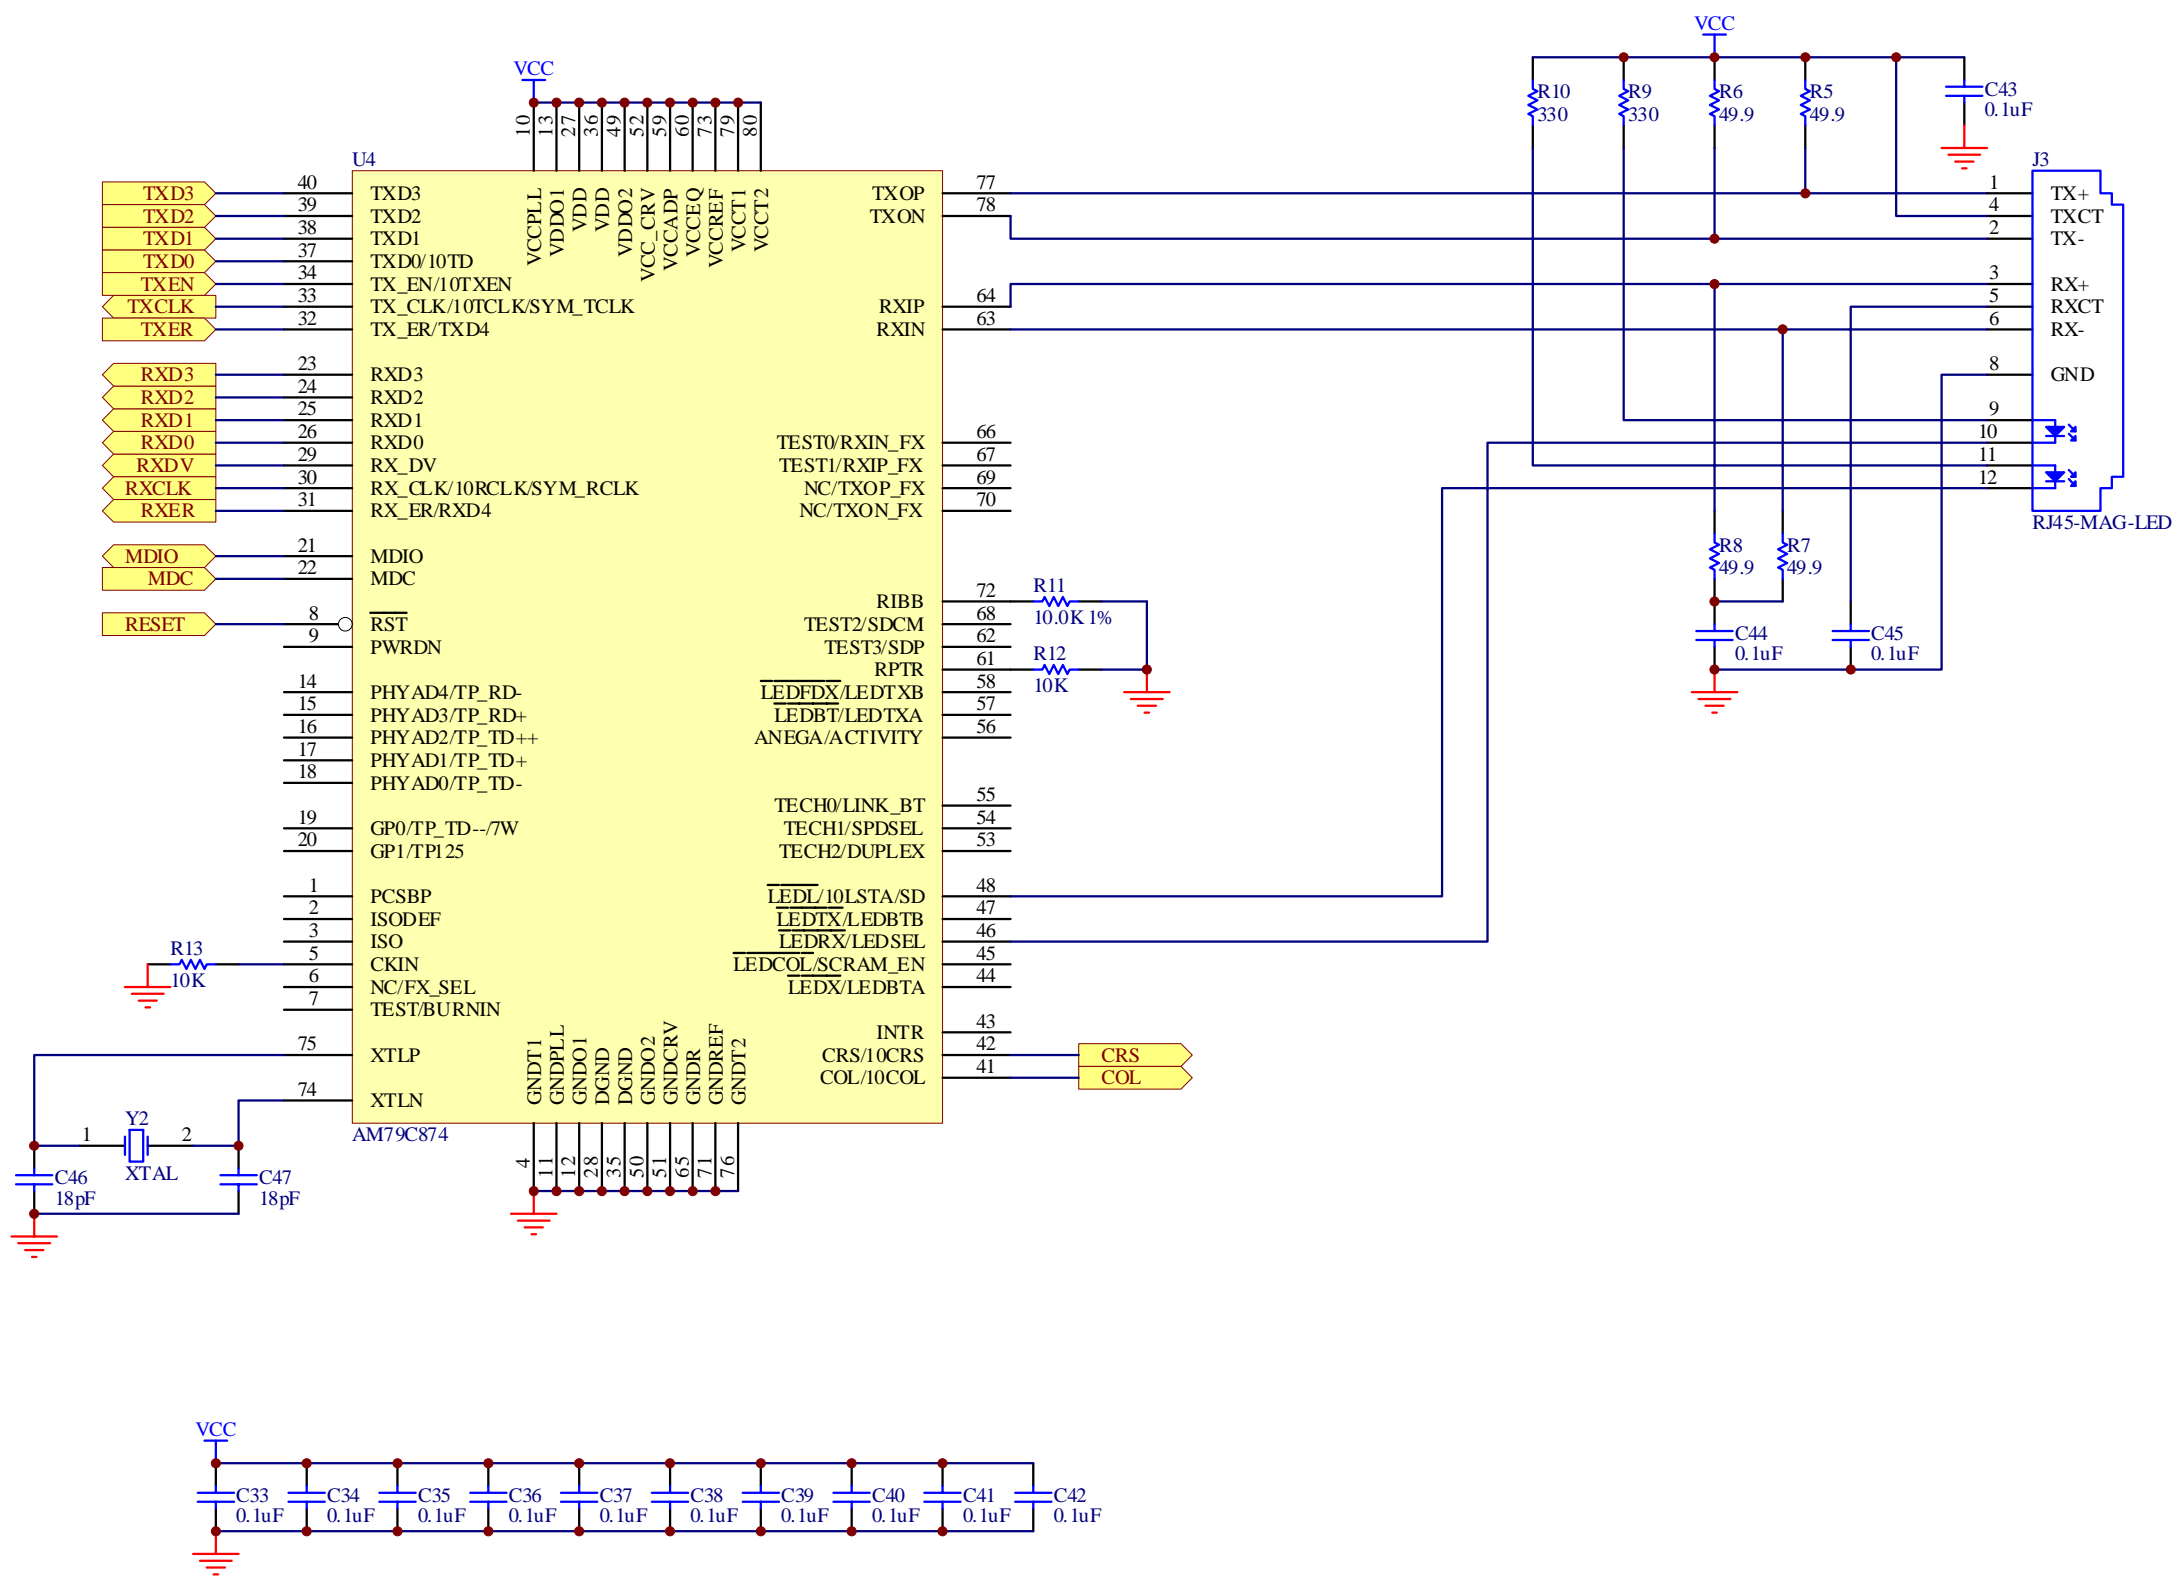 VCC
R10
330
R9
330
R6
49.9
R5
49.9
C43
0.1uF
VCC
10
13
27
36
49
52
59
60
73
79
80
U4
VCCPLL
VDDO1
VDD
VDD
VDDO2
VCC_CRV
VCCADP
VCCEQ
VCCREF
VCCT1
VCCT2
TXD3 40 TXD3
TXD2 39 TXD2
TXD1 38 TXD1
TXD0 37 TXD0/10TD
TXEN 34 TX_EN/10TXEN
TXCLK 33 TX_CLK/10TCLK/SYM_TCLK
TXER 32 TX_ER/TXD4
RXD3 23 RXD3
RXD2 24 RXD2
RXD1 25 RXD1
RXD0 26 RXD0
RXDV 29 RX_DV
RXCLK 30 RX_CLK/10RCLK/SYM_RCLK
RXER 31 RX_ER/RXD4
MDIO 21 MDIO
MDC 22 MDC
RESET 8 RST
9 PWRDN
14 PHYAD4/TP_RD-
15 PHYAD3/TP_RD+
16 PHYAD2/TP_TD++
17 PHYAD1/TP_TD+
18 PHYAD0/TP_TD-
19 GP0/TP_TD--/7W
20 GP1/TP125
1 PCSBP
2 ISODEF
3 ISO
R13
10K
5 CKIN
6 NC/FX_SEL
7 TEST/BURNIN
75 XTLP
74 XTLN
TXOP 77
TXON 78
RXIP 64
RXIN 63
TEST0/RXIN_FX 66
TEST1/RXIP_FX 67
NC/TXOP_FX 69
NC/TXON_FX 70
RIBB 72
R11
10.0K 1%
TEST2/SDCM 68
TEST3/SDP 62
RPTR 61
R12
10K
LEDFDX/LEDTXB 58
LEDBT/LEDTXA 57
ANEGA/ACTIVITY 56
TECH0/LINK_BT 55
TECH1/SPDSEL 54
TECH2/DUPLEX 53
LEDL/10LSTA/SD 48
LEDTX/LEDBTB 47
LEDRX/LEDSEL 46
LEDCOL/SCRAM_EN 45
LEDX/LEDBTA 44
INTR 43
CRS/10CRS 42 CRS
COL/10COL 41 COL
GNDT1
GNDPLL
GNDO1
DGND
DGND
GNDO2
GNDCRV
GNDR
GNDREF
GNDT2
AM79C874
4
11
12
28
35
50
51
65
71
76
J3
1 TX+
4 TXCT
2 TX-
3 RX+
5 RXCT
6 RX-
8 GND
9
10
11
12
RJ45-MAG-LED
R8
49.9
R7
49.9
C44
0.1uF
C45
0.1uF
Y2
1 2
XTAL
C46
18pF
C47
18pF
VCC
C33
0.1uF
C34
0.1uF
C35
0.1uF
C36
0.1uF
C37
0.1uF
C38
0.1uF
C39
0.1uF
C40
0.1uF
C41
0.1uF
C42
0.1uF